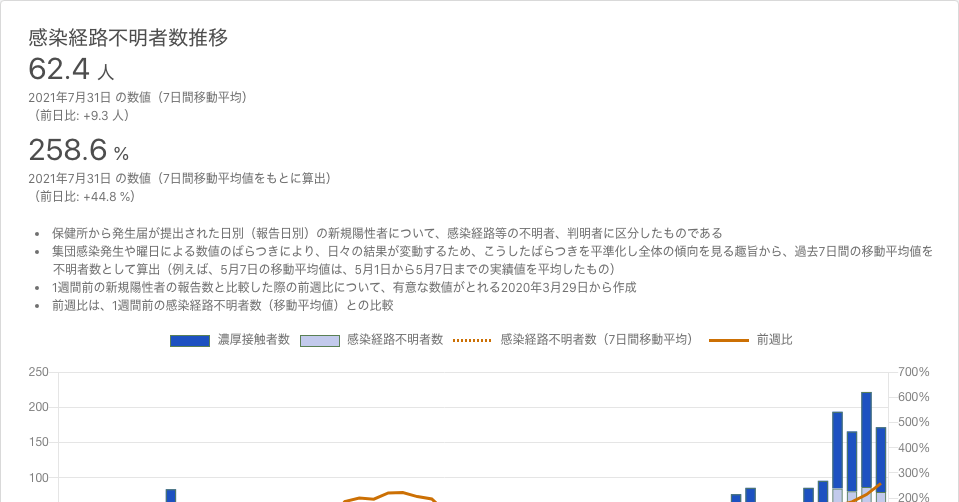 感染経路不明者数推移
62.4 人
2021年7月31日 の数値（7日間移動平均）
（前日比: +9.3 人）
258.6 %
2021年7月31日 の数値（7日間移動平均値をもとに算出）
（前日比: +44.8 %）
• 保健所から発生届が提出された日別（報告日別）の新規陽性者について、感染経路等の不明者、判明者に区分したものである
• 集団感染発生や曜日による数値のばらつきにより、日々の結果が変動するため、こうしたばらつきを平準化し全体の傾向を見る趣旨から、過去7日間の移動平均値を
不明者数として算出（例えば、5月7日の移動平均値は、5月1日から5月7日までの実績値を平均したもの）
• 1週間前の新規陽性者の報告数と比較した際の前週比について、有意な数値がとれる2020年3月29日から作成
• 前週比は、1週間前の感染経路不明者数（移動平均値）との比較
濃厚接触者数 感染経路不明者数 感染経路不明者数（7日間移動平均） 前週比
250 700%
600%
200
500%
150
400%
300%
100
200%